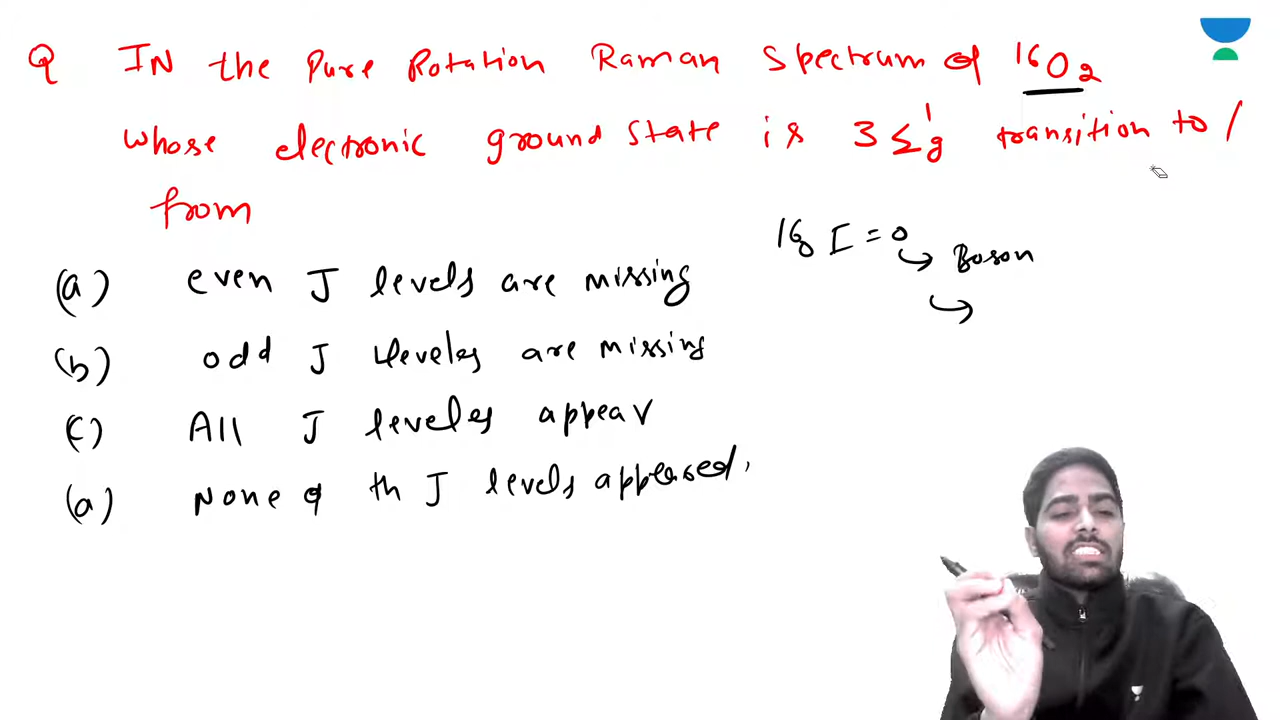 Q IN the Pure Rotation Raman Spectrum of 16O2
whose electronic ground state is 3Σ1g transition to /
from
16 I = 0
↪ Boson
(a) even J levels are missing
(b) odd J leveles are missing
(c) All J leveles appear
(a) None of th J levels appeared,